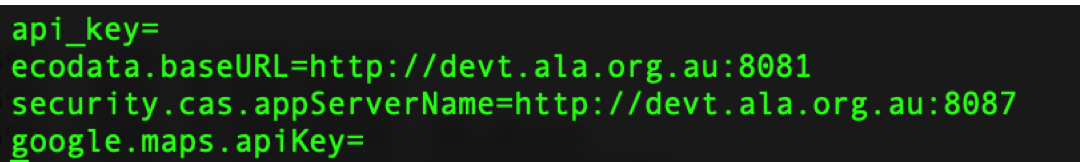 api_key=
ecodata.baseURL=http://devt.ala.org.au:8081
security.cas.appServerName=http://devt.ala.org.au:8087
google.maps.apiKey=